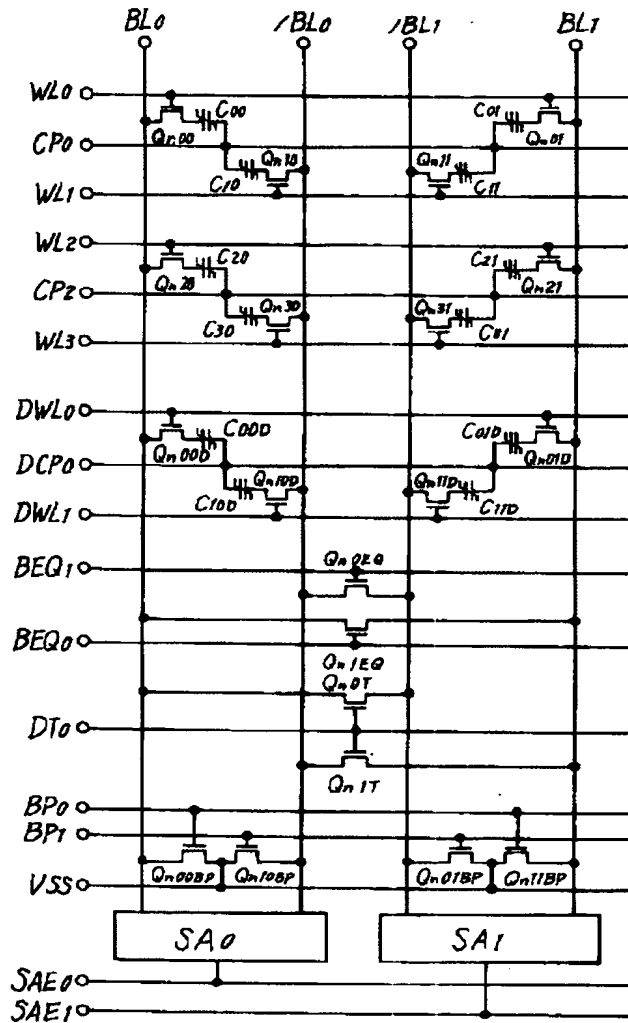 BL0 /BL0 /BL1 BL1
WL0
C00 C01
Qn00 Qn01
CP0
Qn10 Qn11
C10 C11
WL1
WL2
C20 C21
Qn20 Qn21
CP2
Qn30 Qn31
C30
WL3
DWL0
C00D C01D
Qn00D Qn01D
DCP0
Qn10D Qn11D
C10D C11D
DWL1
BEQ1
Qn0EQ
BEQ0
Qn1EQ
Qn0T
DT0
Qn1T
BP0
BP1
Qn00BP Qn10BP Qn01BP Qn11BP
VSS
SA0 SA1
SAE0
SAE1